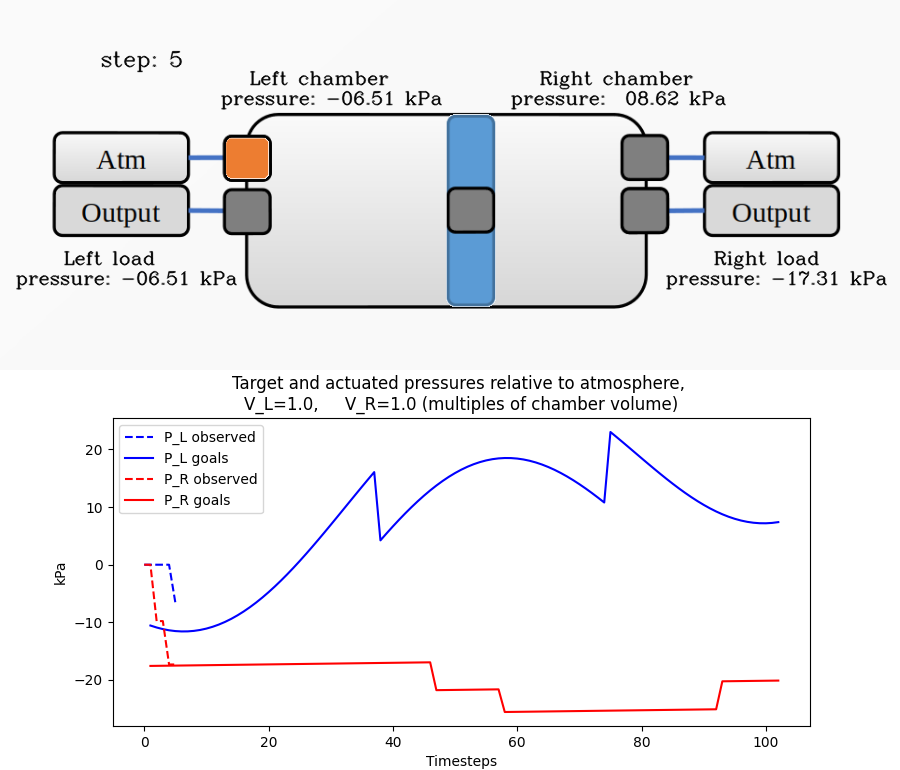 step: 5
Left chamber
pressure: −06.51 kPa
Right chamber
pressure:  08.62 kPa
Atm
Output
Atm
Output
Left load
pressure: −06.51 kPa
Right load
pressure: −17.31 kPa
Target and actuated pressures relative to atmosphere,
V_L=1.0,     V_R=1.0 (multiples of chamber volume)
P_L observed
P_L goals
P_R observed
P_R goals
20
10
0
−10
−20
kPa
0 20 40 60 80 100
Timesteps